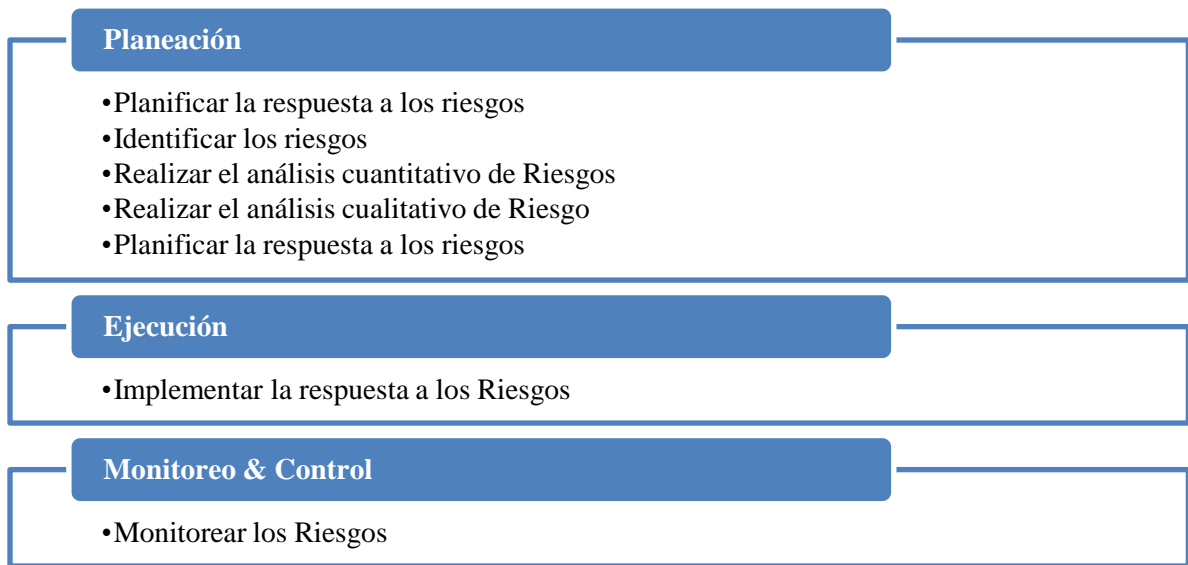 Planeación
•Planificar la respuesta a los riesgos
•Identificar los riesgos
•Realizar el análisis cuantitativo de Riesgos
•Realizar el análisis cualitativo de Riesgo
•Planificar la respuesta a los riesgos
Ejecución
•Implementar la respuesta a los Riesgos
Monitoreo & Control
•Monitorear los Riesgos